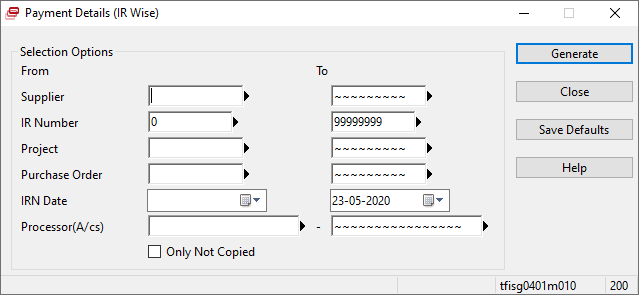 Payment Details (IR Wise)
Selection Options
From To
Supplier ~~~~~~~~~
IR Number 0 99999999
Project ~~~~~~~~~
Purchase Order ~~~~~~~~~
IRN Date 23-05-2020
Processor(A/cs) - ~~~~~~~~~~~~~~~~
Only Not Copied
Generate
Close
Save Defaults
Help
tfisg0401m010 200